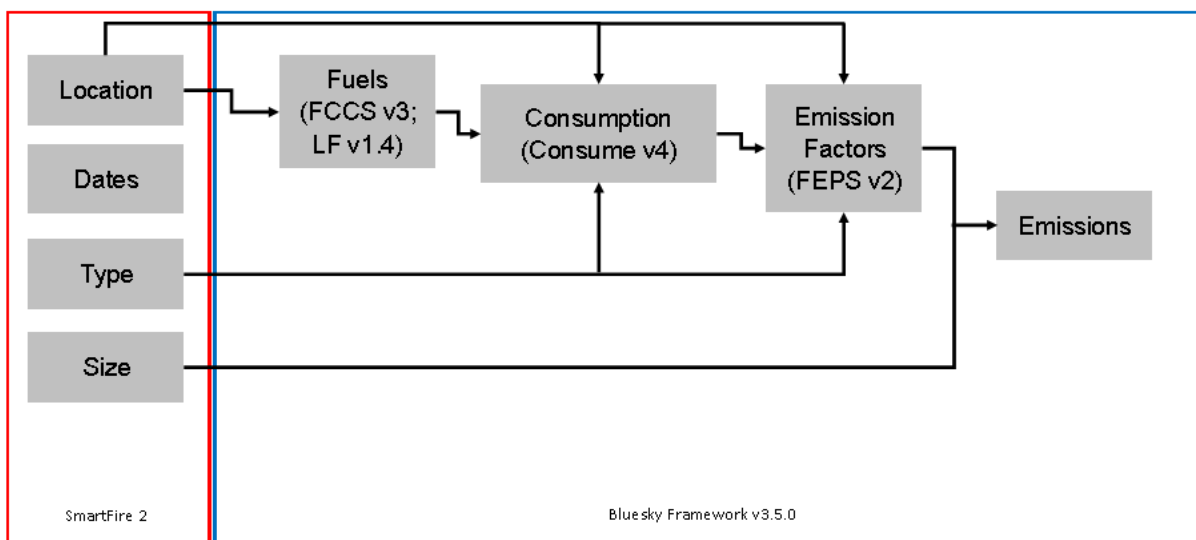 Location
Dates
Type
Size
Fuels
(FCCS v3;
LF v1.4)
Consumption
(Consume v4)
Emission
Factors
(FEPS v2)
Emissions
SmartFire 2
Bluesky Framework v3.5.0